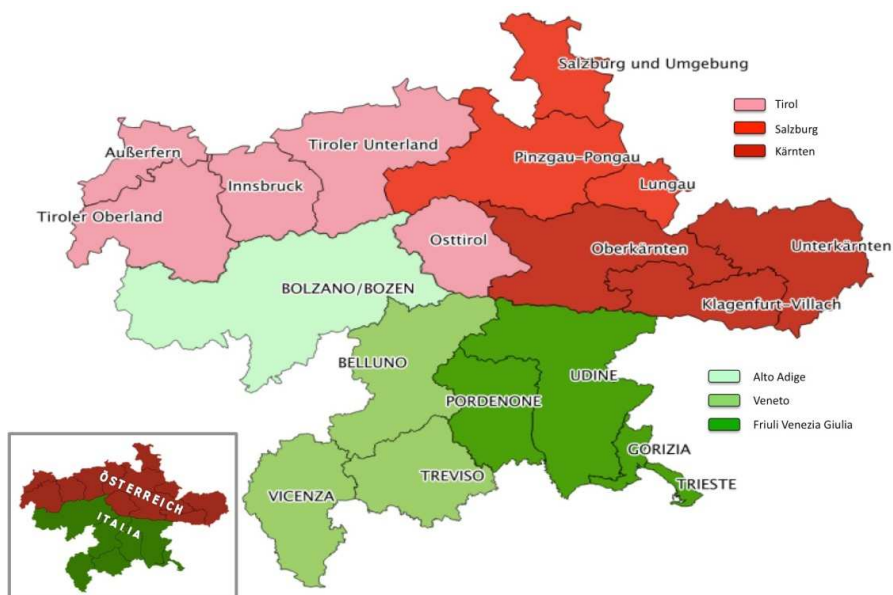 Salzburg und Umgebung
Tirol
Salzburg
Kärnten
Außerfern
Tiroler Unterland
Pinzgau-Pongau
Innsbruck
Lungau
Tiroler Oberland
Osttirol
Oberkärnten
Unterkärnten
BOLZANO/BOZEN
Klagenfurt-Villach
BELLUNO
UDINE
Alto Adige
PORDENONE
Veneto
Friuli Venezia Giulia
GORIZIA
TREVISO
TRIESTE
VICENZA
ÖSTERREICH
ITALIA